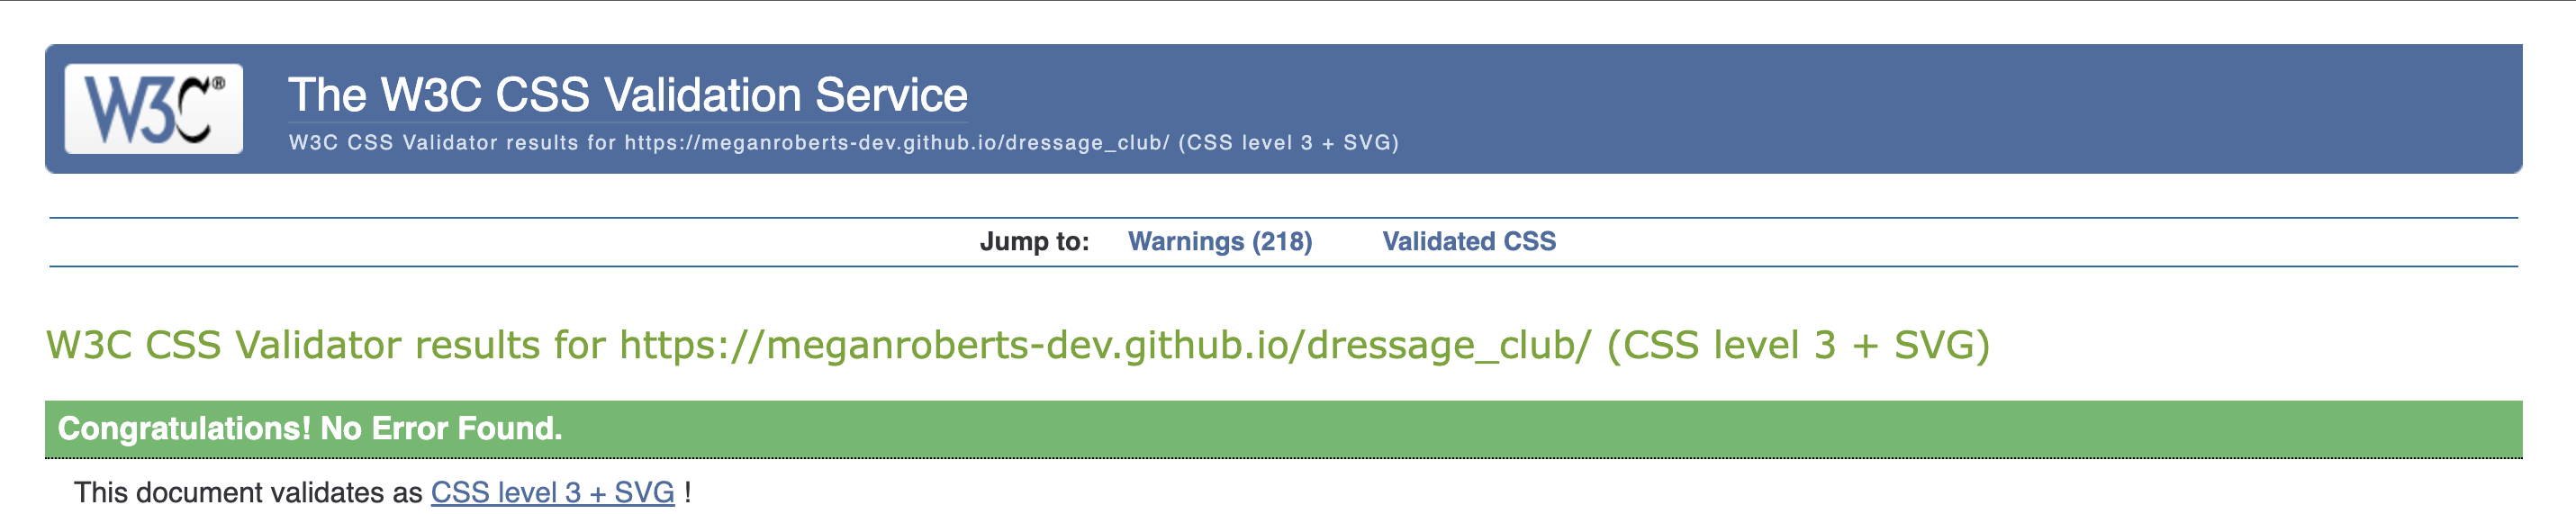 W3C®
The W3C CSS Validation Service
W3C CSS Validator results for https://meganroberts-dev.github.io/dressage_club/ (CSS level 3 + SVG)
Jump to: Warnings (218) Validated CSS
W3C CSS Validator results for https://meganroberts-dev.github.io/dressage_club/ (CSS level 3 + SVG)
Congratulations! No Error Found.
This document validates as CSS level 3 + SVG !